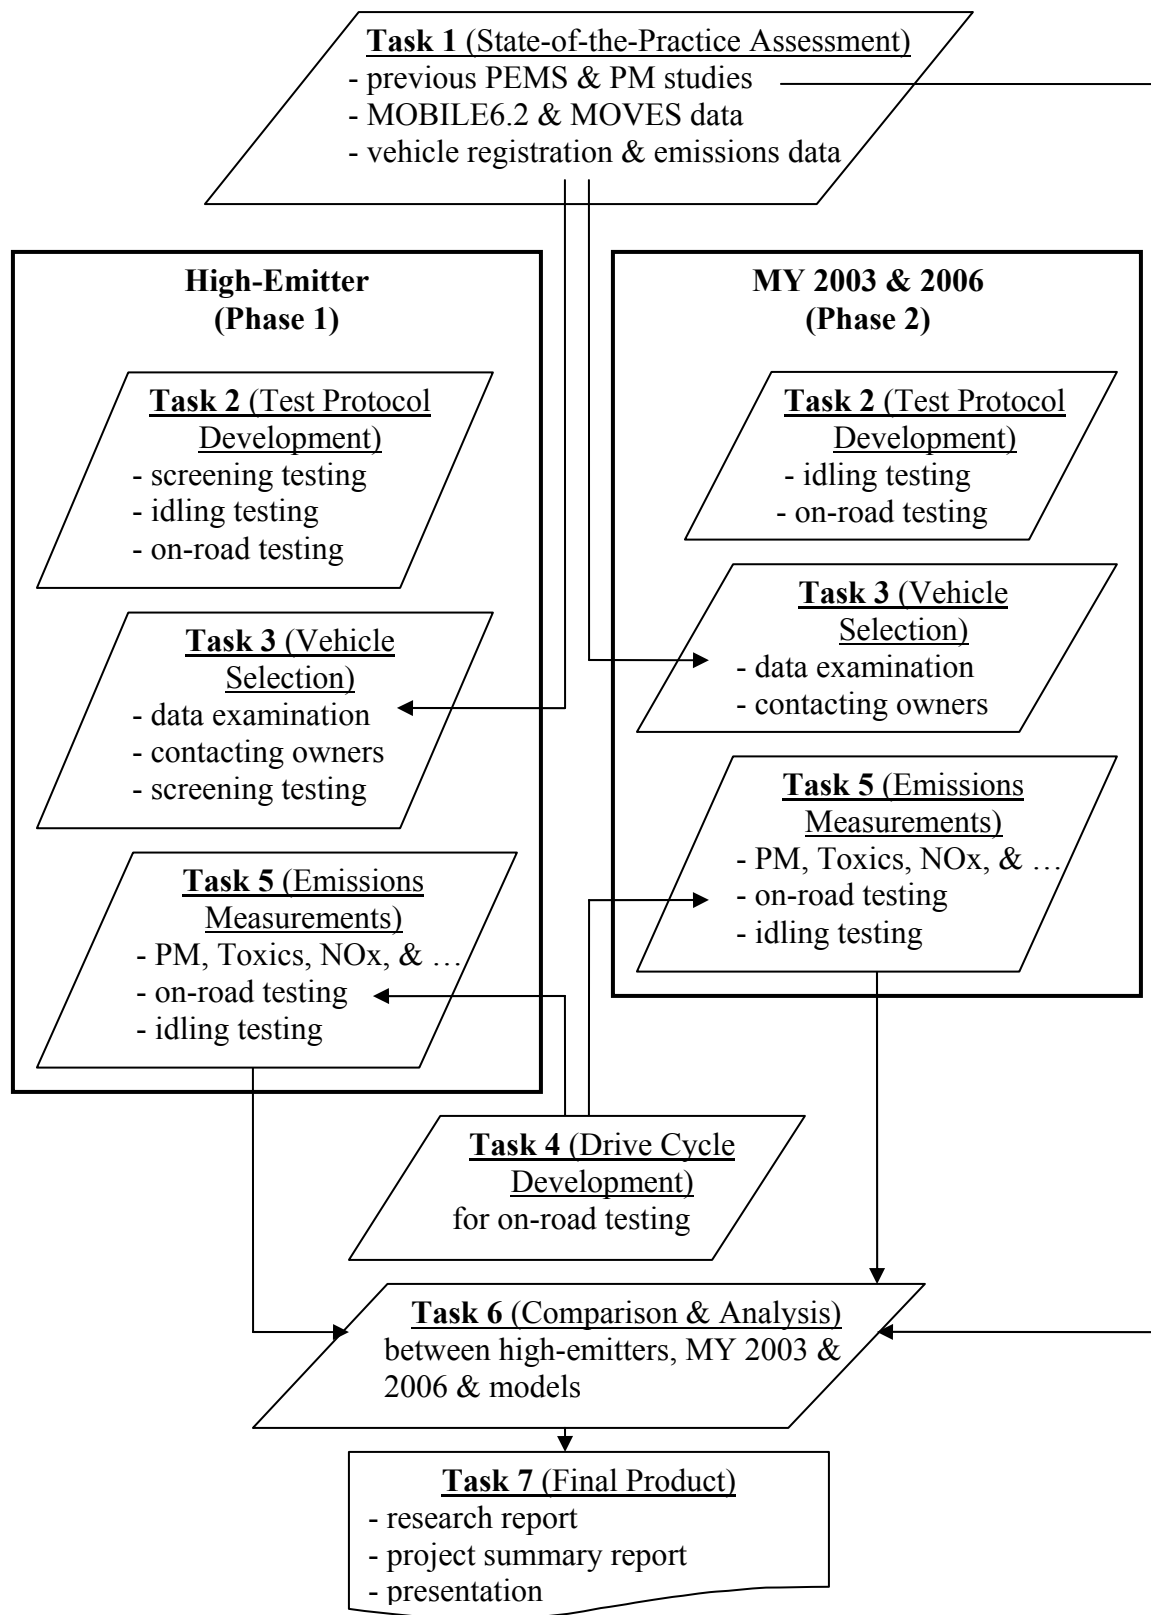 Task 1 (State-of-the-Practice Assessment)
- previous PEMS & PM studies
- MOBILE6.2 & MOVES data
- vehicle registration & emissions data
High-Emitter
(Phase 1)
Task 2 (Test Protocol
Development)
- screening testing
- idling testing
- on-road testing
Task 3 (Vehicle
Selection)
- data examination
- contacting owners
- screening testing
Task 5 (Emissions
Measurements)
- PM, Toxics, NOx, & …
- on-road testing
- idling testing
MY 2003 & 2006
(Phase 2)
Task 2 (Test Protocol
Development)
- idling testing
- on-road testing
Task 3 (Vehicle
Selection)
- data examination
- contacting owners
Task 5 (Emissions
Measurements)
- PM, Toxics, NOx, & …
- on-road testing
- idling testing
Task 4 (Drive Cycle
Development)
for on-road testing
Task 6 (Comparison & Analysis)
between high-emitters, MY 2003 &
2006 & models
Task 7 (Final Product)
- research report
- project summary report
- presentation